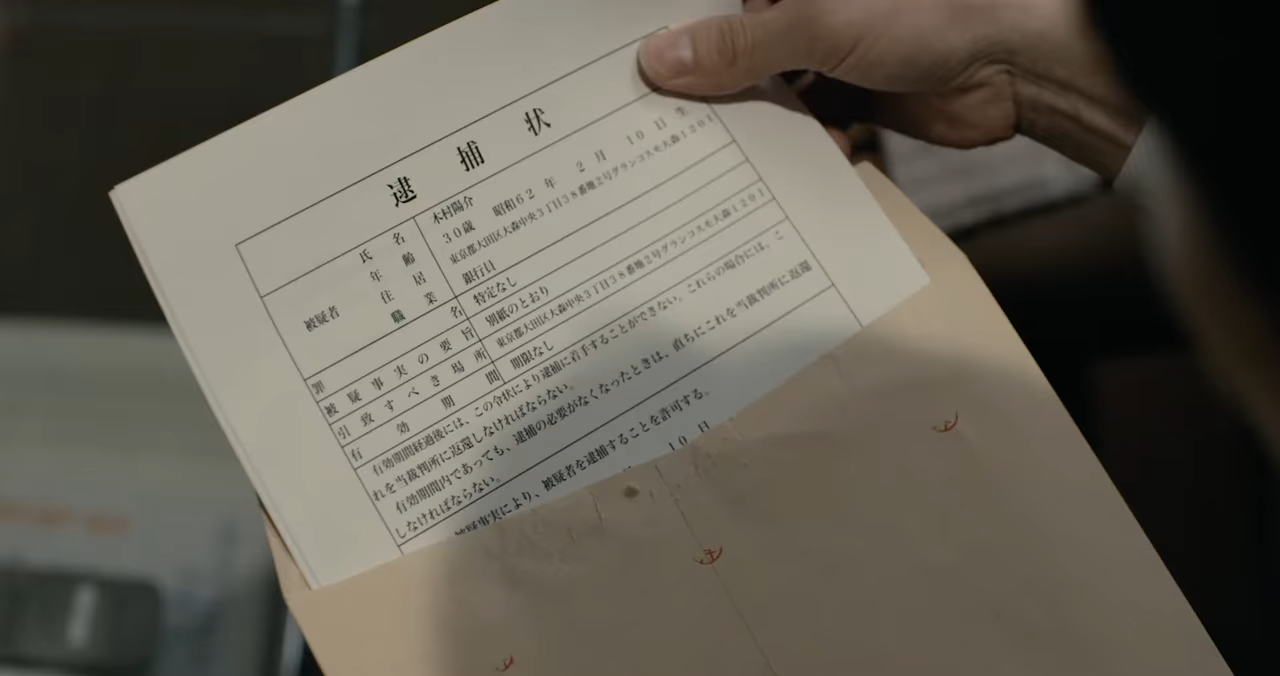 逮捕状
被疑者
氏名 木村陽介
年齢 30歳 昭和62年 2月 10日生
住居 東京都大田区大森中央3丁目38番地2号グランコスモ大森1201
職業 銀行員
罪名 特定なし
被疑事実の要旨 別紙のとおり
引致すべき場所 東京都大田区大森中央3丁目38番地2号グランコスモ大森1201
有効期間 期限なし
有効期間経過後には、この令状により逮捕に着手することができない。これらの場合には、こ
れを当裁判所に返還しなければならない。
有効期間内であっても、逮捕の必要がなくなったときは、直ちにこれを当裁判所に返還
しなければならない。
被疑事実により、被疑者を逮捕することを許可する。
10日